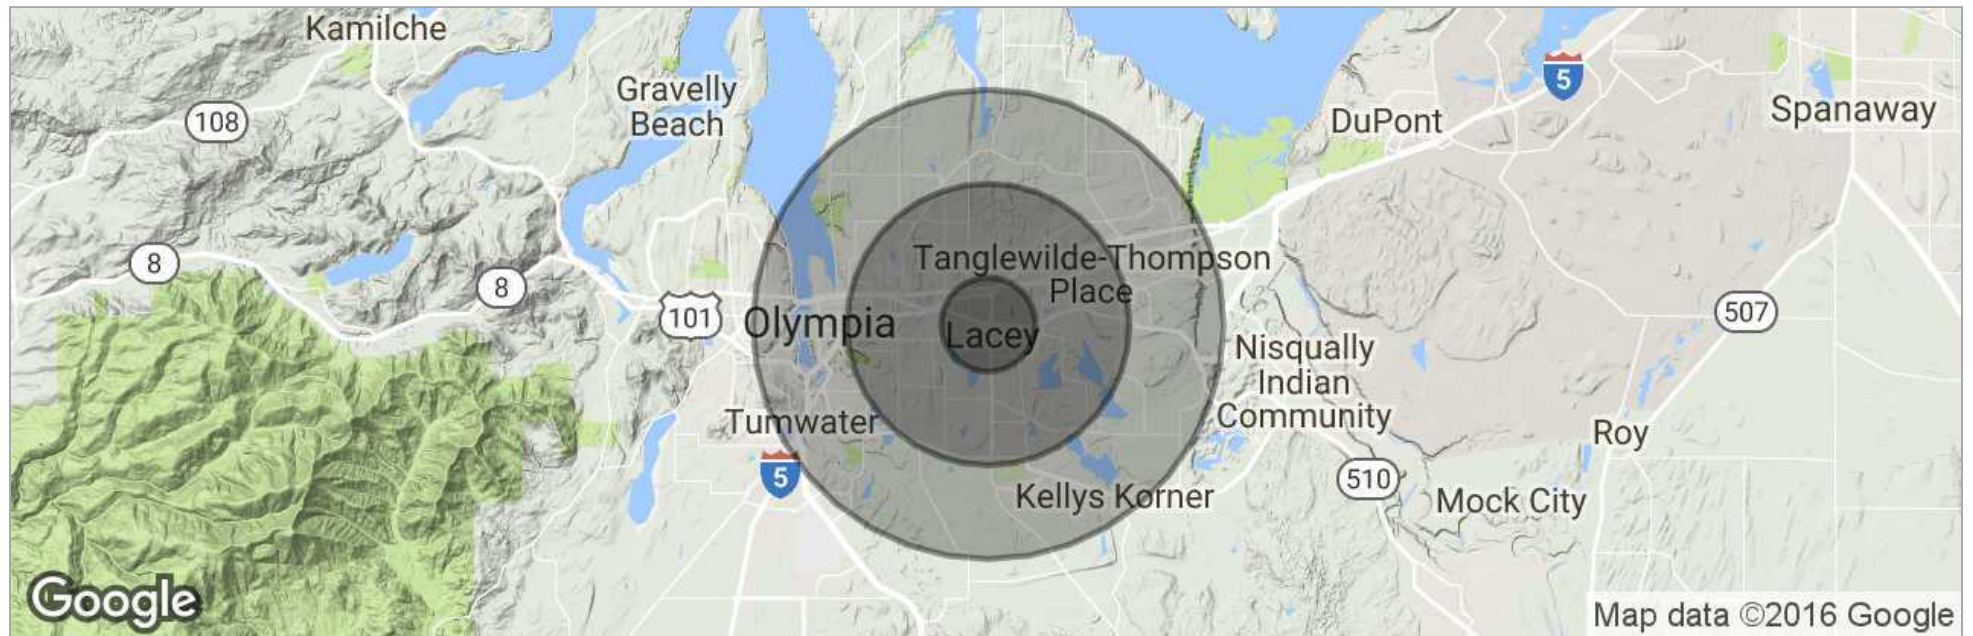 Kamilche
Gravelly
Beach
108
5
DuPont
Spanaway
8
8
101
Olympia
Tanglewilde-Thompson
Place
Lacey
507
Nisqually
Indian
Community
Tumwater
5
Roy
Kellys Korner
510
Mock City
Google
Map data ©2016 Google